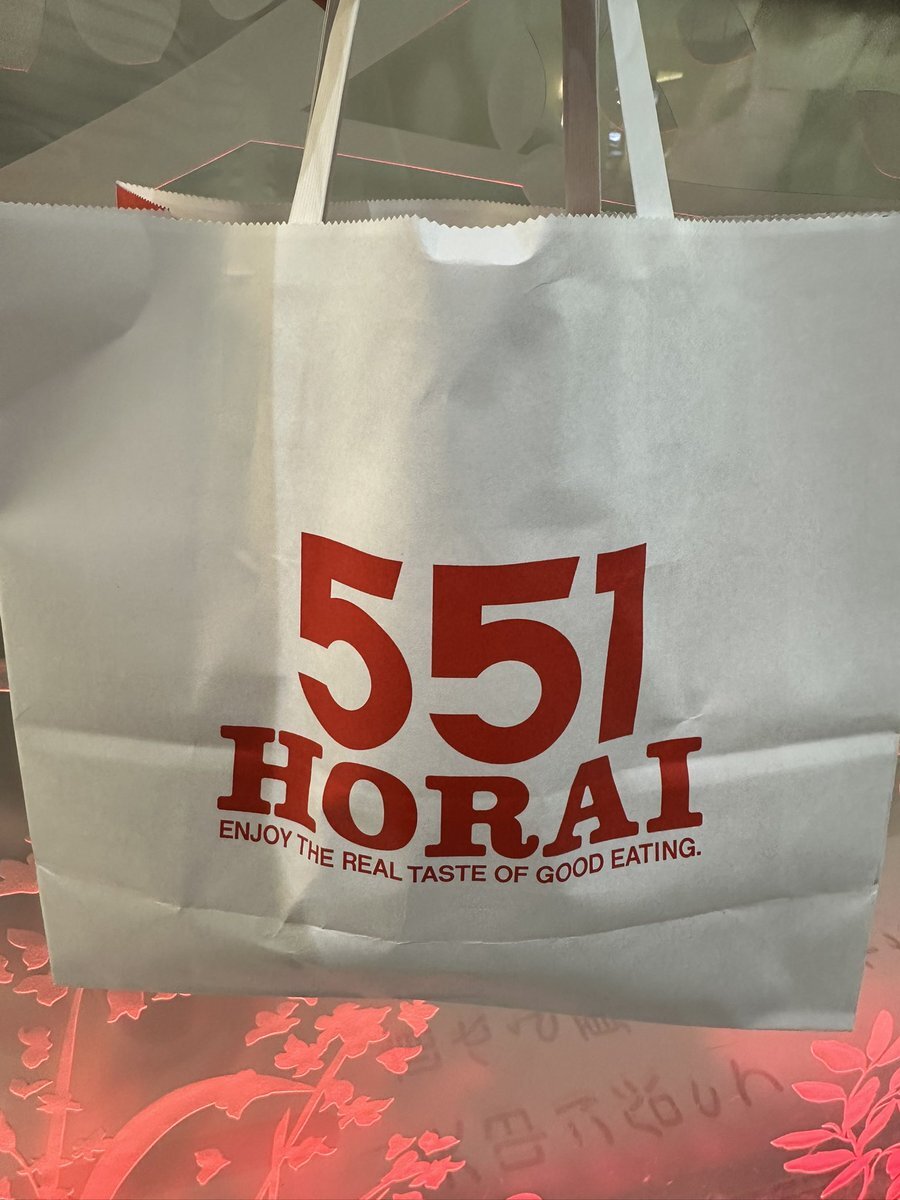 551
HORAI
ENJOY THE REAL TASTE OF GOOD EATING.